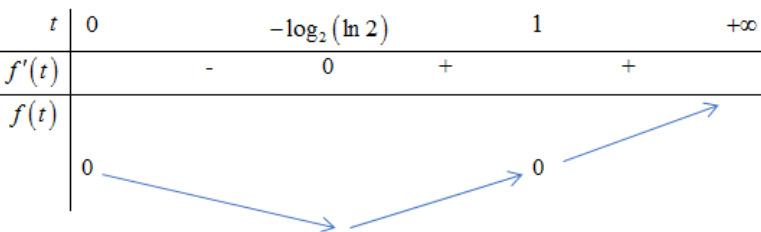 t 0 −log₂(ln 2) 1 +∞
f'(t) - 0 + +
f(t)
0 0